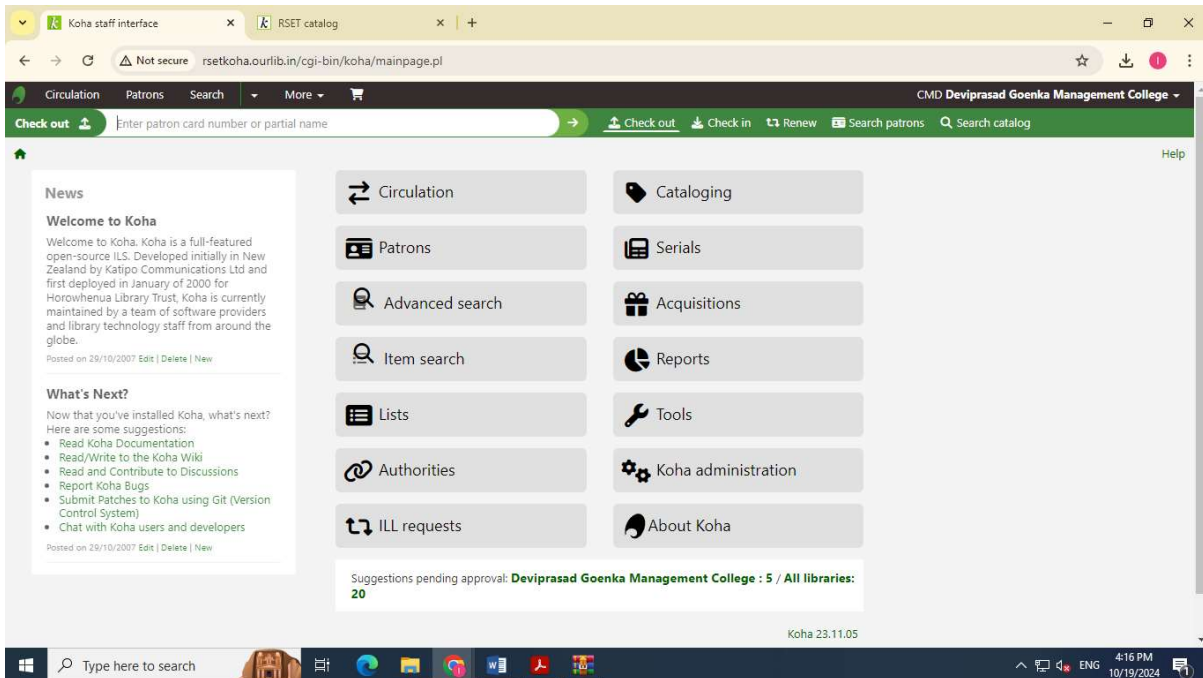 Koha staff interface
RSET catalog
Not secure rsetkoha.ourlib.in/cgi-bin/koha/mainpage.pl
Circulation Patrons Search More CMD Deviprasad Goenka Management College
Check out Enter patron card number or partial name Check out Check in Renew Search patrons Search catalog
Help
News
Welcome to Koha
Welcome to Koha. Koha is a full-featured
open-source ILS. Developed initially in New
Zealand by Katipo Communications Ltd and
first deployed in January of 2000 for
Horowhenua Library Trust, Koha is currently
maintained by a team of software providers
and library technology staff from around the
globe.
Posted on 29/10/2007 Edit | Delete | New
What's Next?
Now that you've installed Koha, what's next?
Here are some suggestions:
Read Koha Documentation
Read/Write to the Koha Wiki
Read and Contribute to Discussions
Report Koha Bugs
Submit Patches to Koha using Git (Version
Control System)
Chat with Koha users and developers
Posted on 29/10/2007 Edit | Delete | New
Circulation
Patrons
Advanced search
Item search
Lists
Authorities
ILL requests
Cataloging
Serials
Acquisitions
Reports
Tools
Koha administration
About Koha
Suggestions pending approval: Deviprasad Goenka Management College : 5 / All libraries:
20
Koha 23.11.05
Type here to search
ENG
4:16 PM
10/19/2024